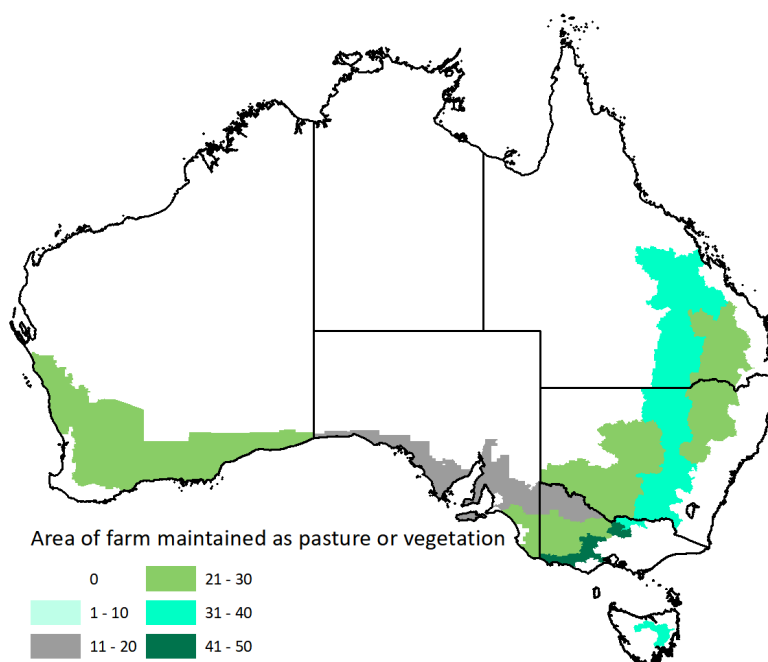 Area of farm maintained as pasture or vegetation
0
21 - 30
1 - 10
31 - 40
11 - 20
41 - 50